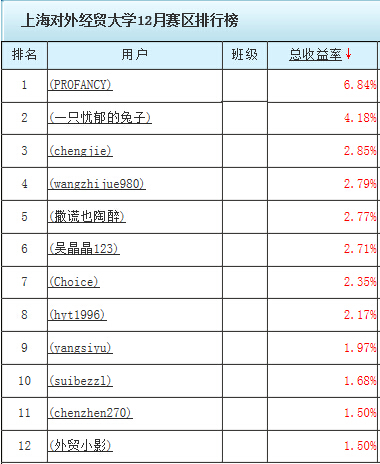 上海对外经贸大学12月赛区排行榜
排名 用户 班级 总收益率↓
1 (PROFANCY) 6.84%
2 (一只忧郁的兔子) 4.18%
3 (chengjie) 2.85%
4 (wangzhijue980) 2.79%
5 (撒谎也陶醉) 2.77%
6 (吴晶晶123) 2.71%
7 (Choice) 2.35%
8 (hyt1996) 2.17%
9 (yangsiyu) 1.97%
10 (suibezzl) 1.68%
11 (chenzhen270) 1.50%
12 (外贸小影) 1.50%